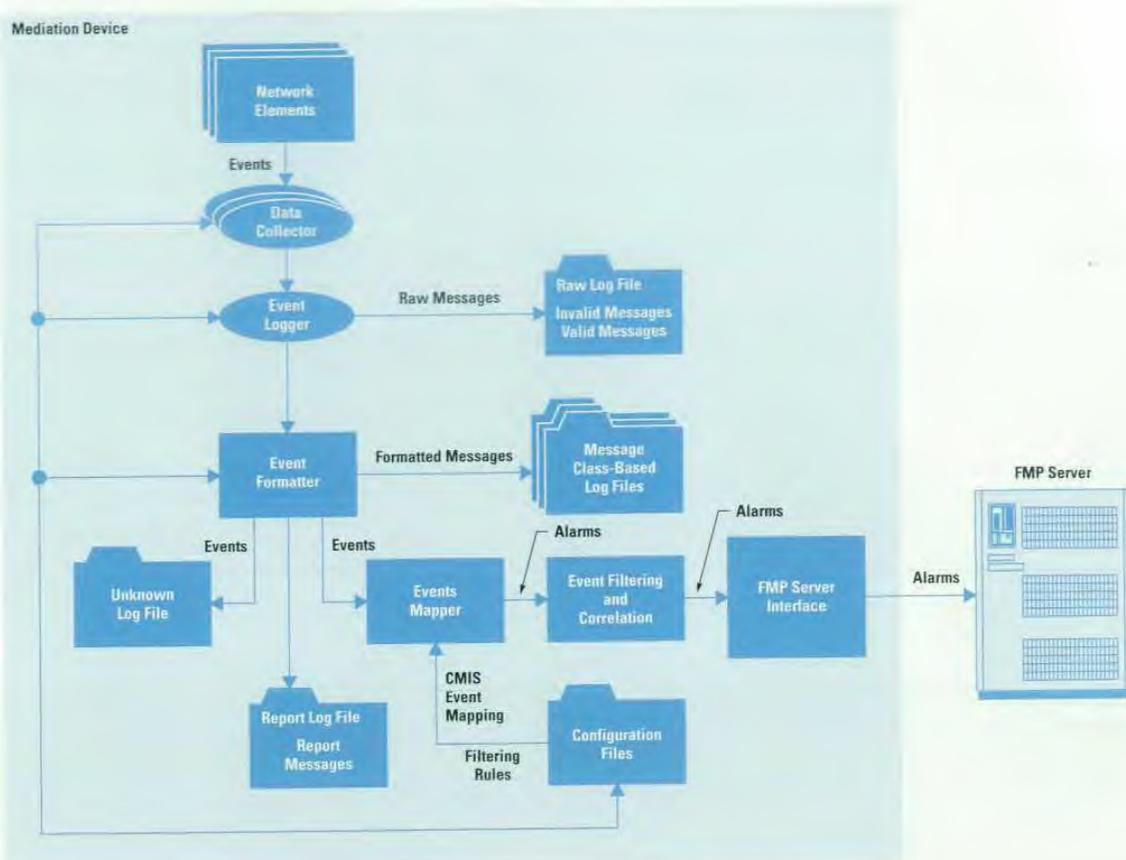 Mediation Device
Network
Elements
Events
Data
Collector
Event
Logger
Raw Messages
Raw Log File
Invalid Messages
Valid Messages
Event
Formatter
Formatted Messages
Message
Class-Based
Log Files
FMP Server
Events
Events
Alarms
Alarms
Unknown
Log File
Events
Mapper
Event Filtering
and
Correlation
FMP Server
Interface
Alarms
CMIS
Event
Mapping
Report Log File
Report
Messages
Filtering
Rules
Configuration
Files